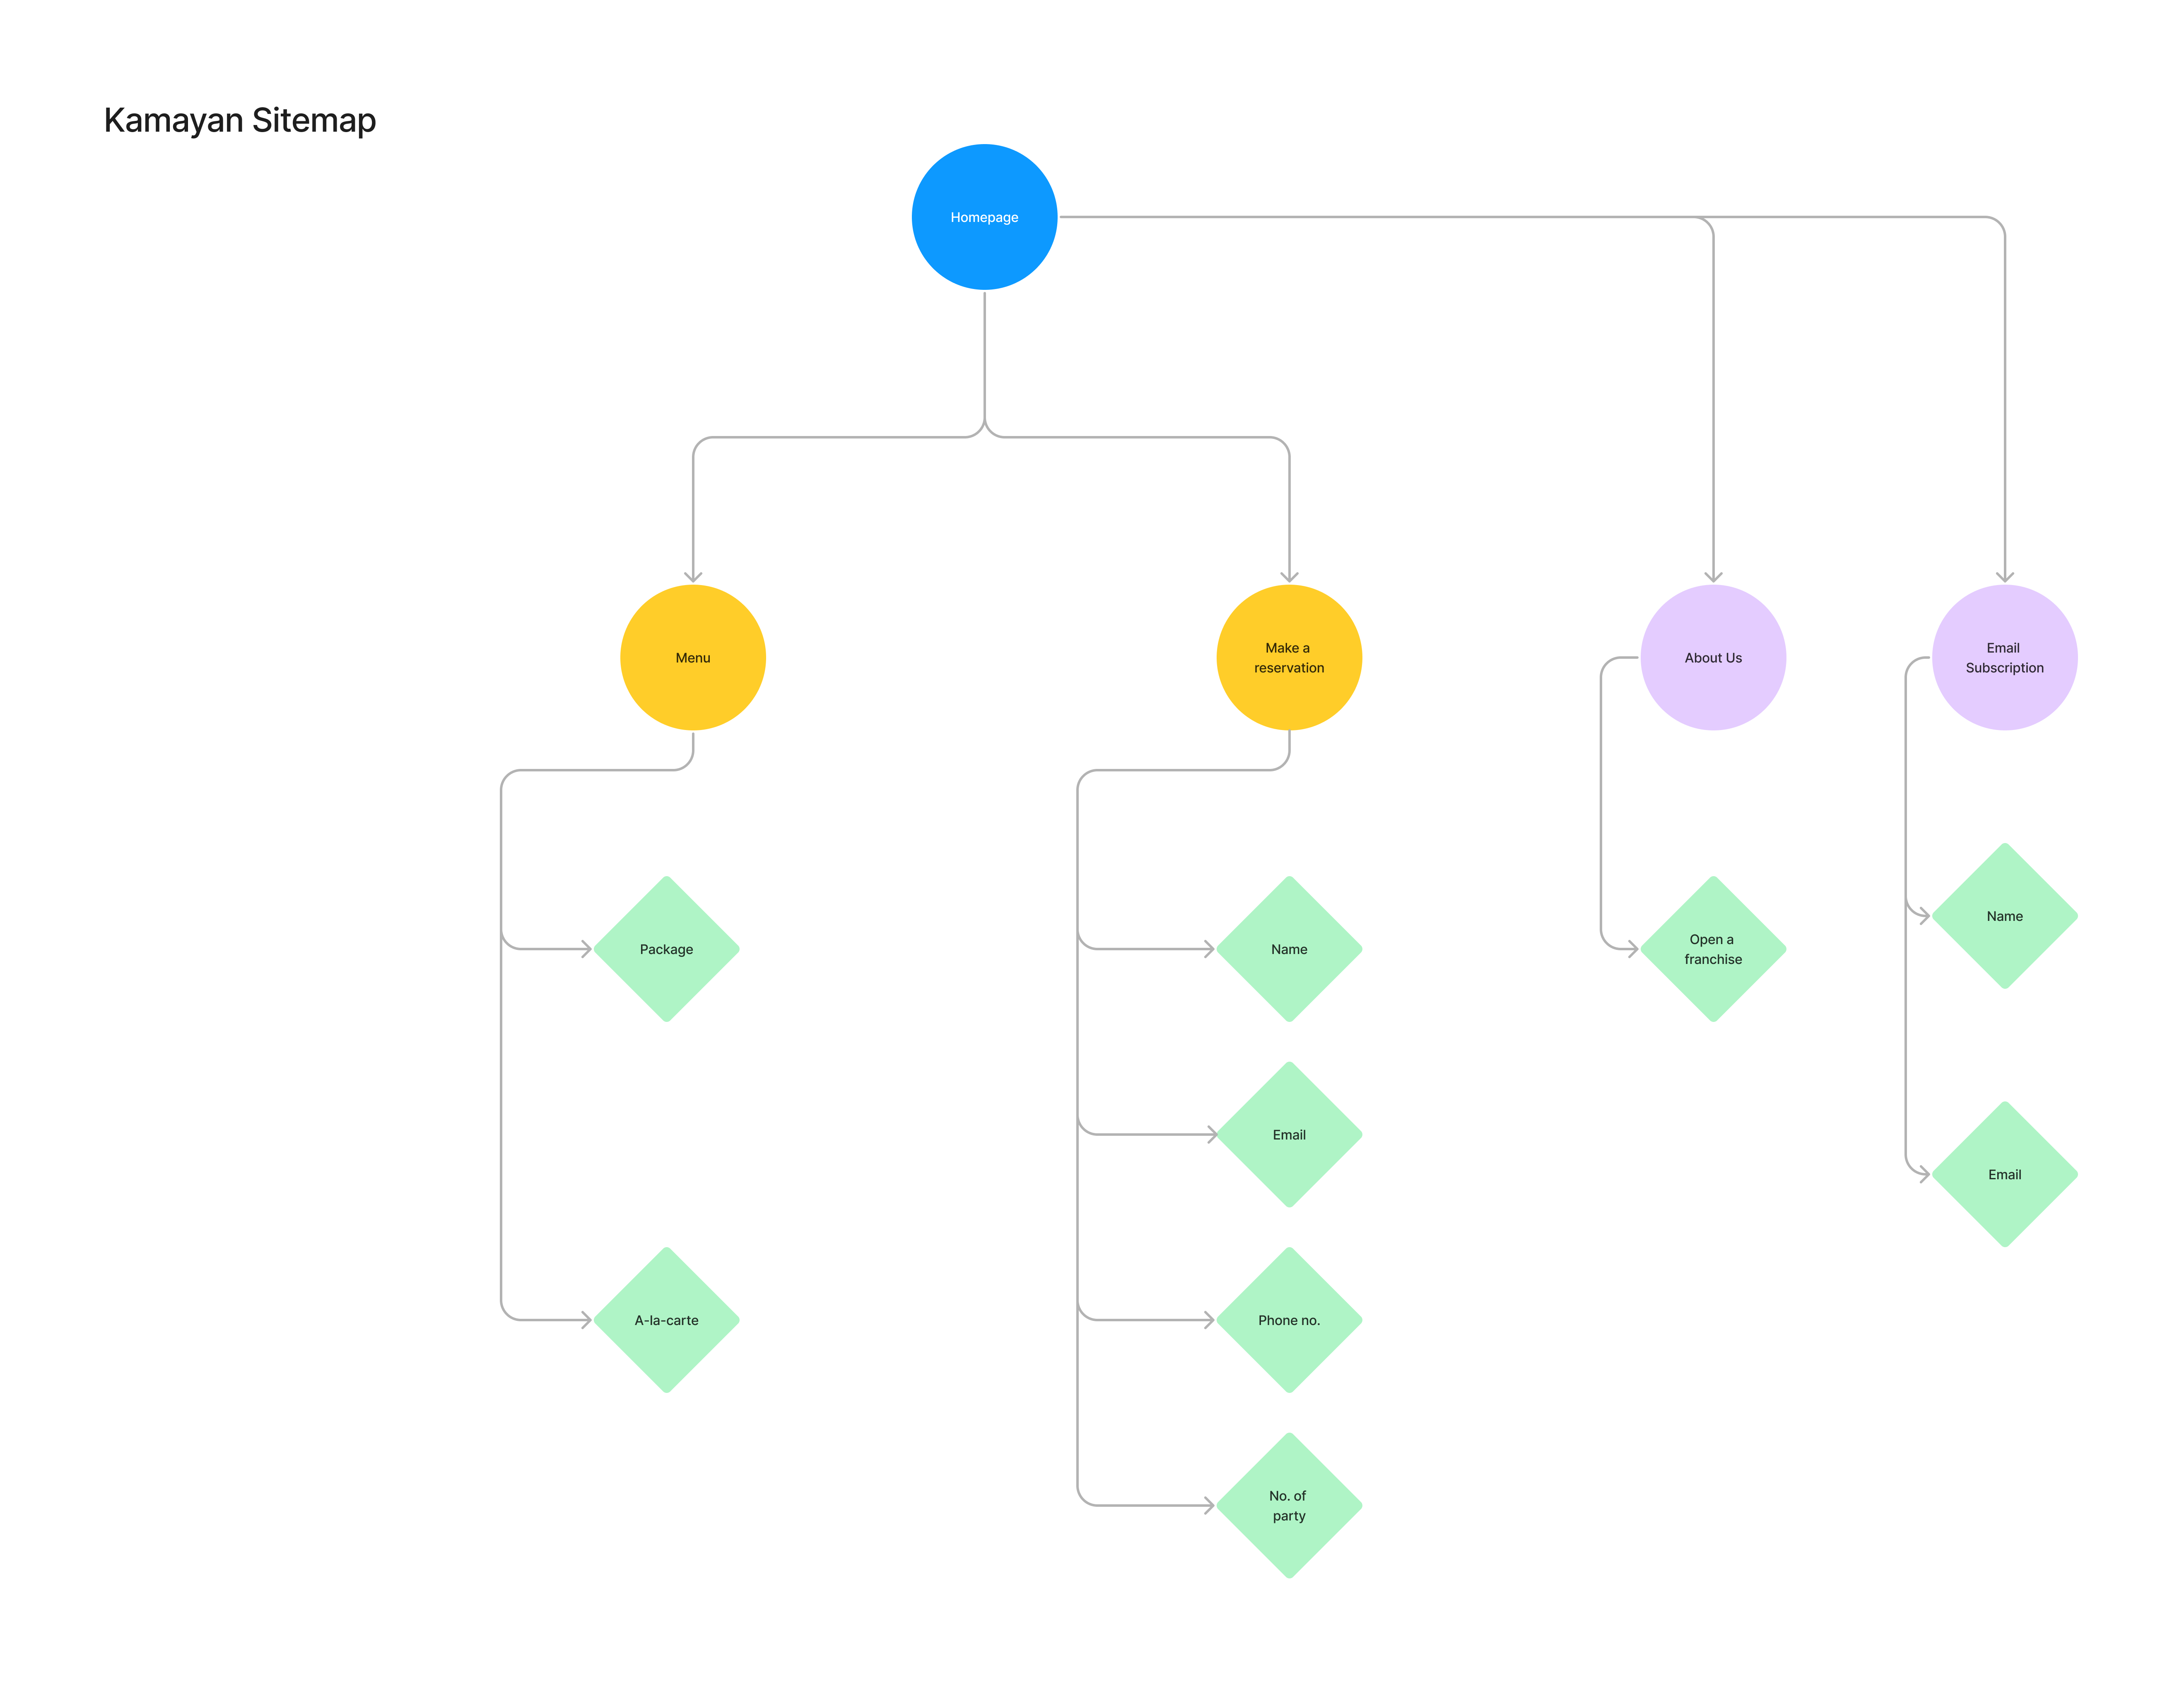 Kamayan Sitemap
Homepage
Menu
Make a
reservation
About Us
Email
Subscription
Package
Name
Open a
franchise
Name
Email
Email
A-la-carte
Phone no.
No. of
party